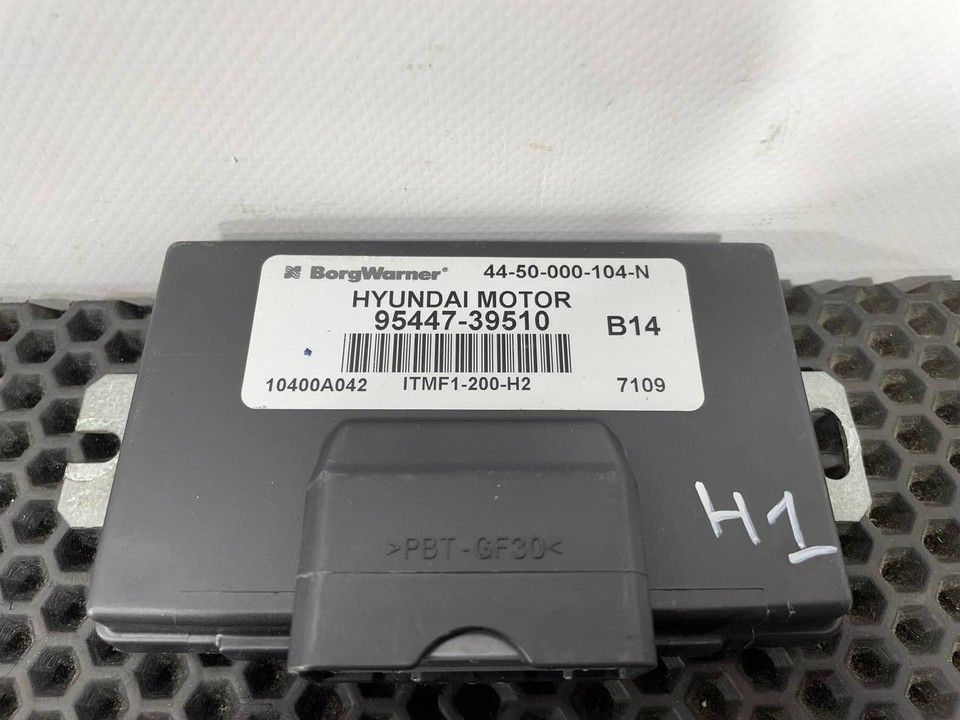 BorgWarner® 44-50-000-104-N
HYUNDAI MOTOR
95447-39510
B14
10400A042 ITMF1-200-H2 7109
H1
>PBT-GF30<